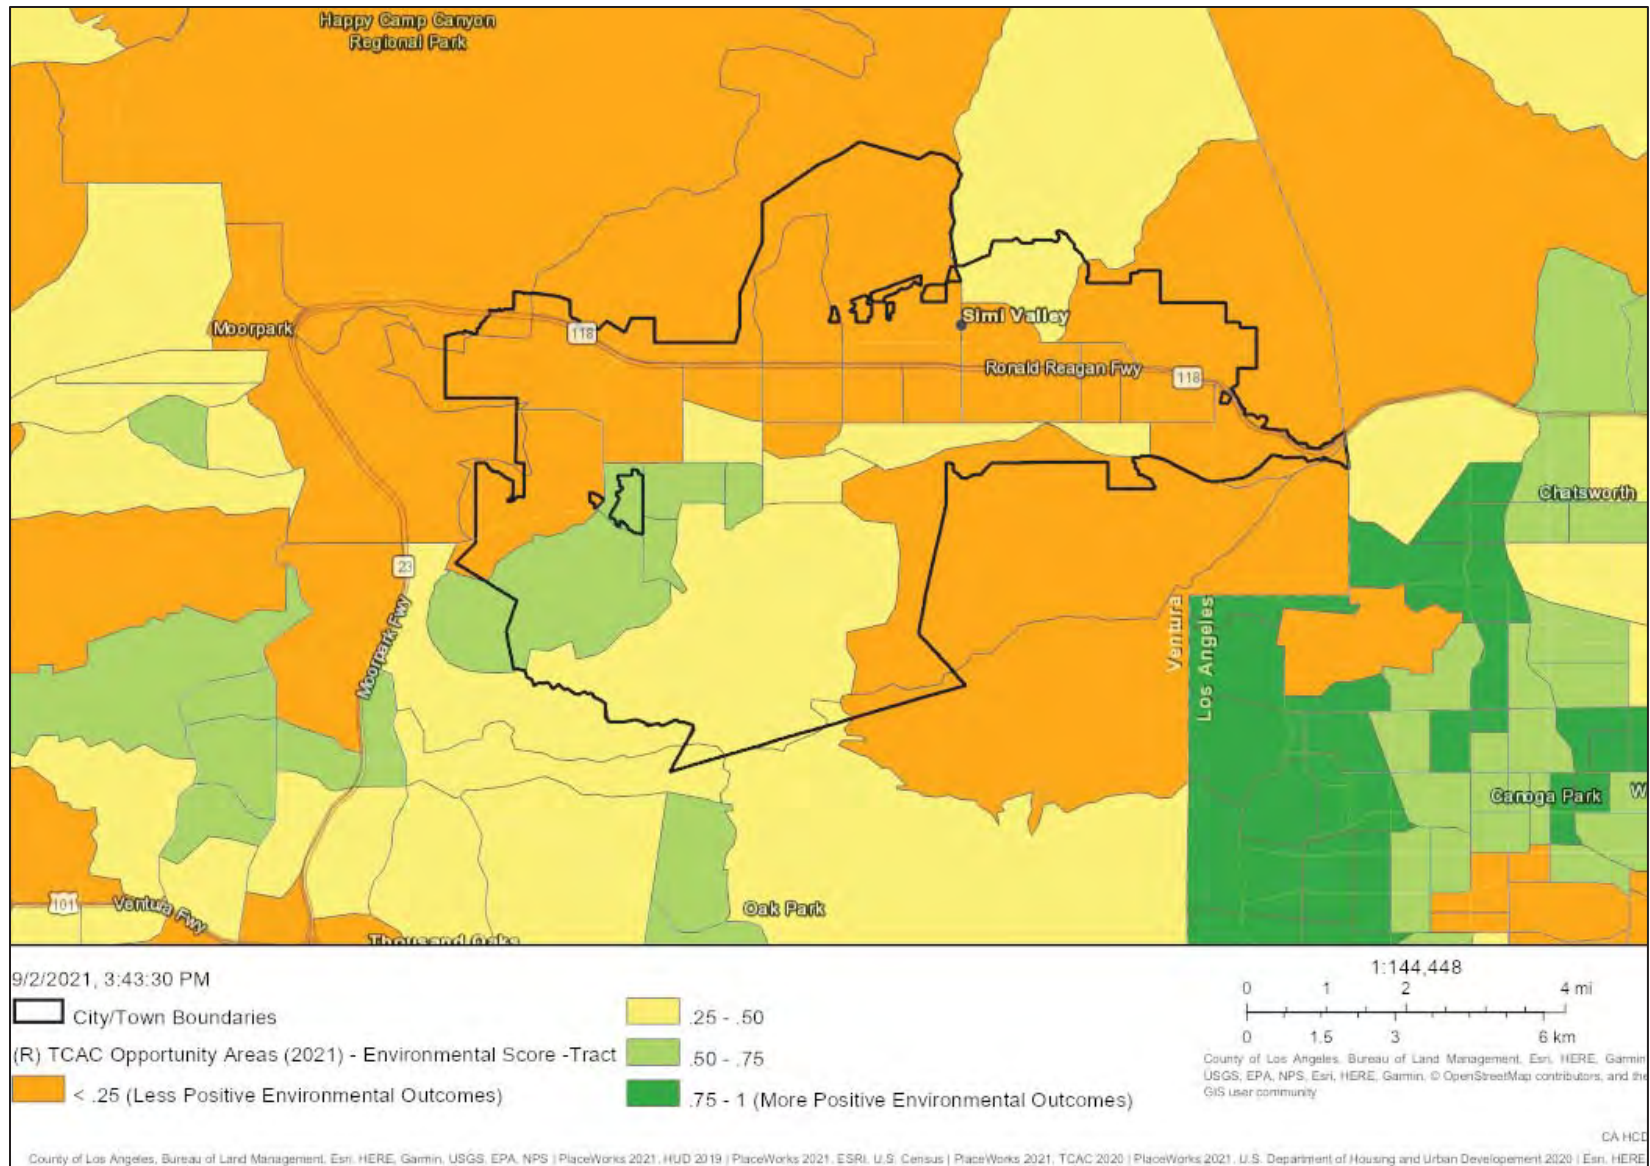 Happy Camp Canyon
Regional Park
Moorpark
118
Simi Valley
Ronald Reagan Fwy
118
Chatsworth
23
Moorpark Fwy
Ventura
Los Angeles
Canoga Park
W
101
Ventura Fwy
Oak Park
Thousand Oaks
9/2/2021, 3:43:30 PM
City/Town Boundaries
(R) TCAC Opportunity Areas (2021) - Environmental Score -Tract
< .25 (Less Positive Environmental Outcomes)
.25 - .50
.50 - .75
.75 - 1 (More Positive Environmental Outcomes)
1:144,448
0 1 2 4 mi
0 1.5 3 6 km
County of Los Angeles, Bureau of Land Management, Esri, HERE, Garmin,
USGS, EPA, NPS, Esri, HERE, Garmin, © OpenStreetMap contributors, and the
GIS user community
CA HCD
County of Los Angeles, Bureau of Land Management, Esri, HERE, Garmin, USGS, EPA, NPS | PlaceWorks 2021, HUD 2019 | PlaceWorks 2021, ESRI, U.S. Census | PlaceWorks 2021, TCAC 2020 | PlaceWorks 2021, U.S. Department of Housing and Urban Developement 2020 | Esri, HERE